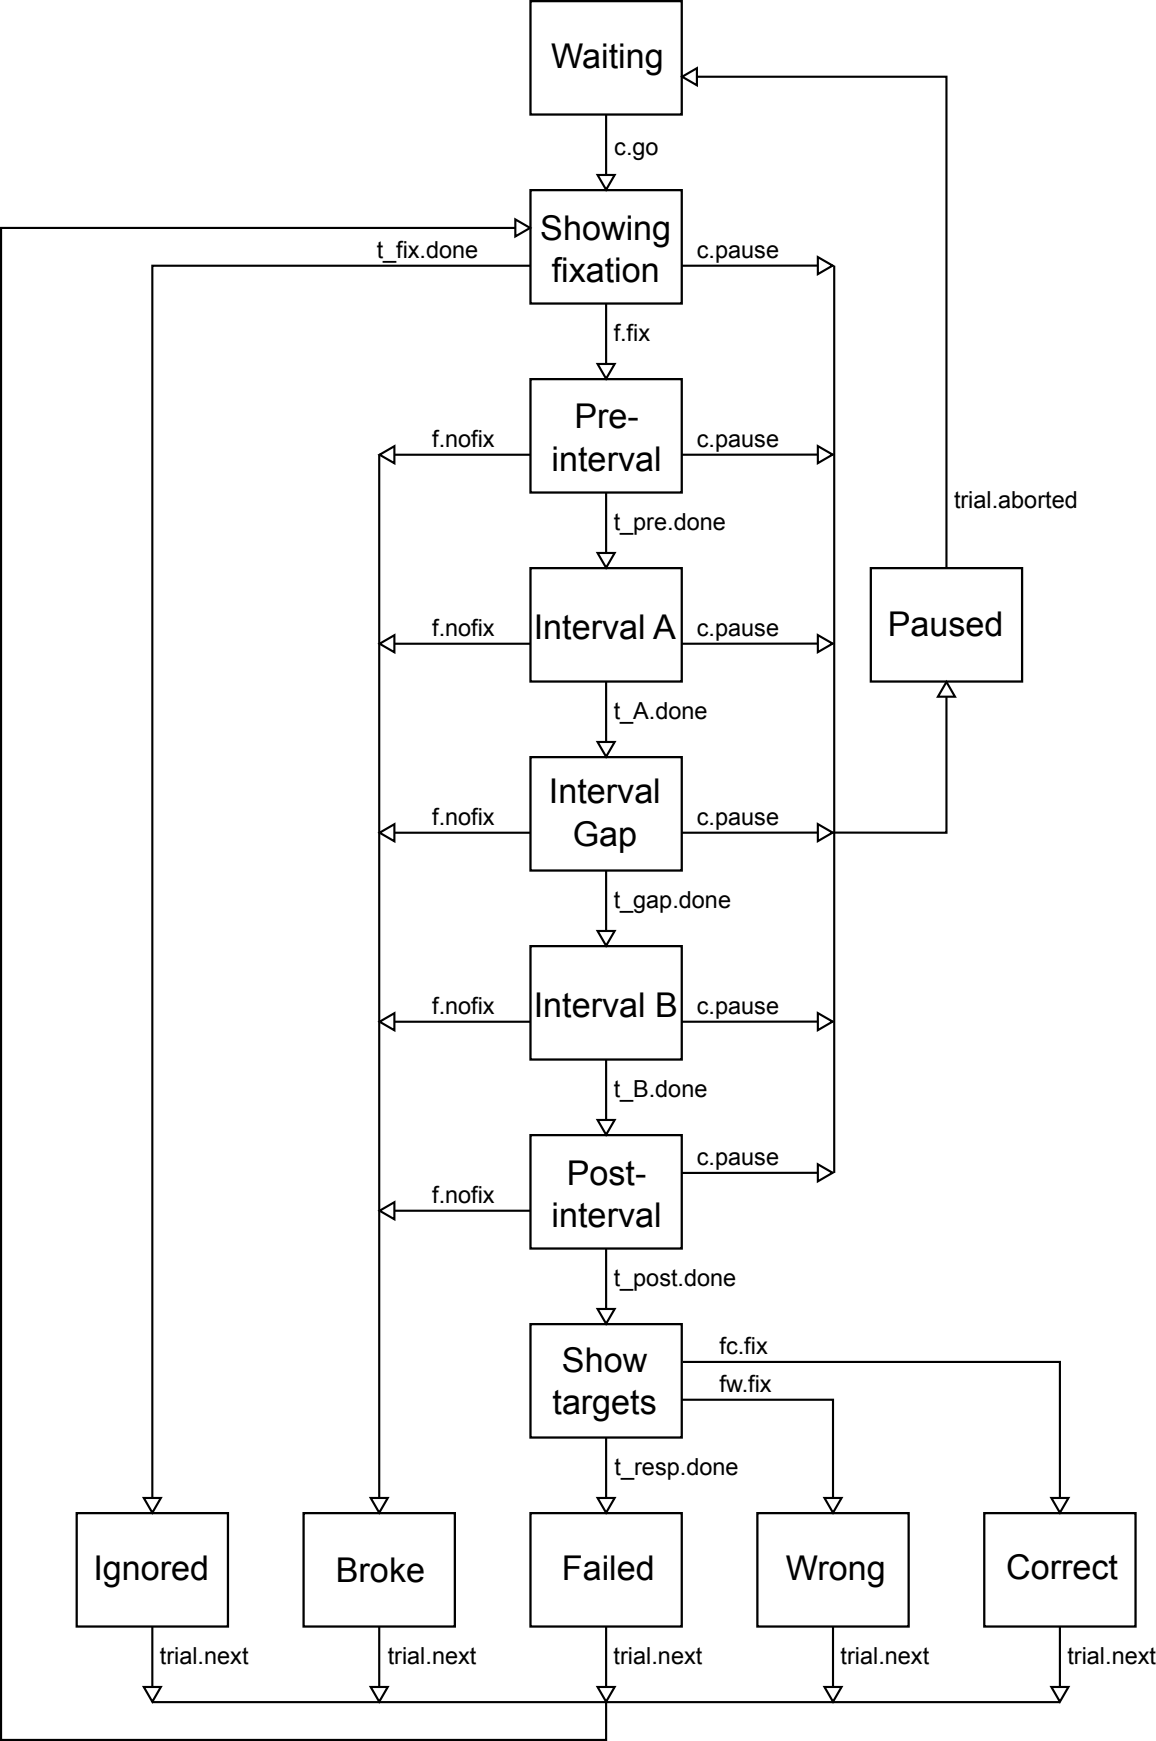 Waiting
c.go
Showing
fixation
t_fix.done
c.pause
f.fix
Pre-
interval
f.nofix
c.pause
t_pre.done
trial.aborted
Interval A
f.nofix
c.pause
Paused
t_A.done
Interval
Gap
f.nofix
c.pause
t_gap.done
Interval B
f.nofix
c.pause
t_B.done
Post-
interval
c.pause
f.nofix
t_post.done
Show
targets
fc.fix
fw.fix
t_resp.done
Ignored
Broke
Failed
Wrong
Correct
trial.next
trial.next
trial.next
trial.next
trial.next